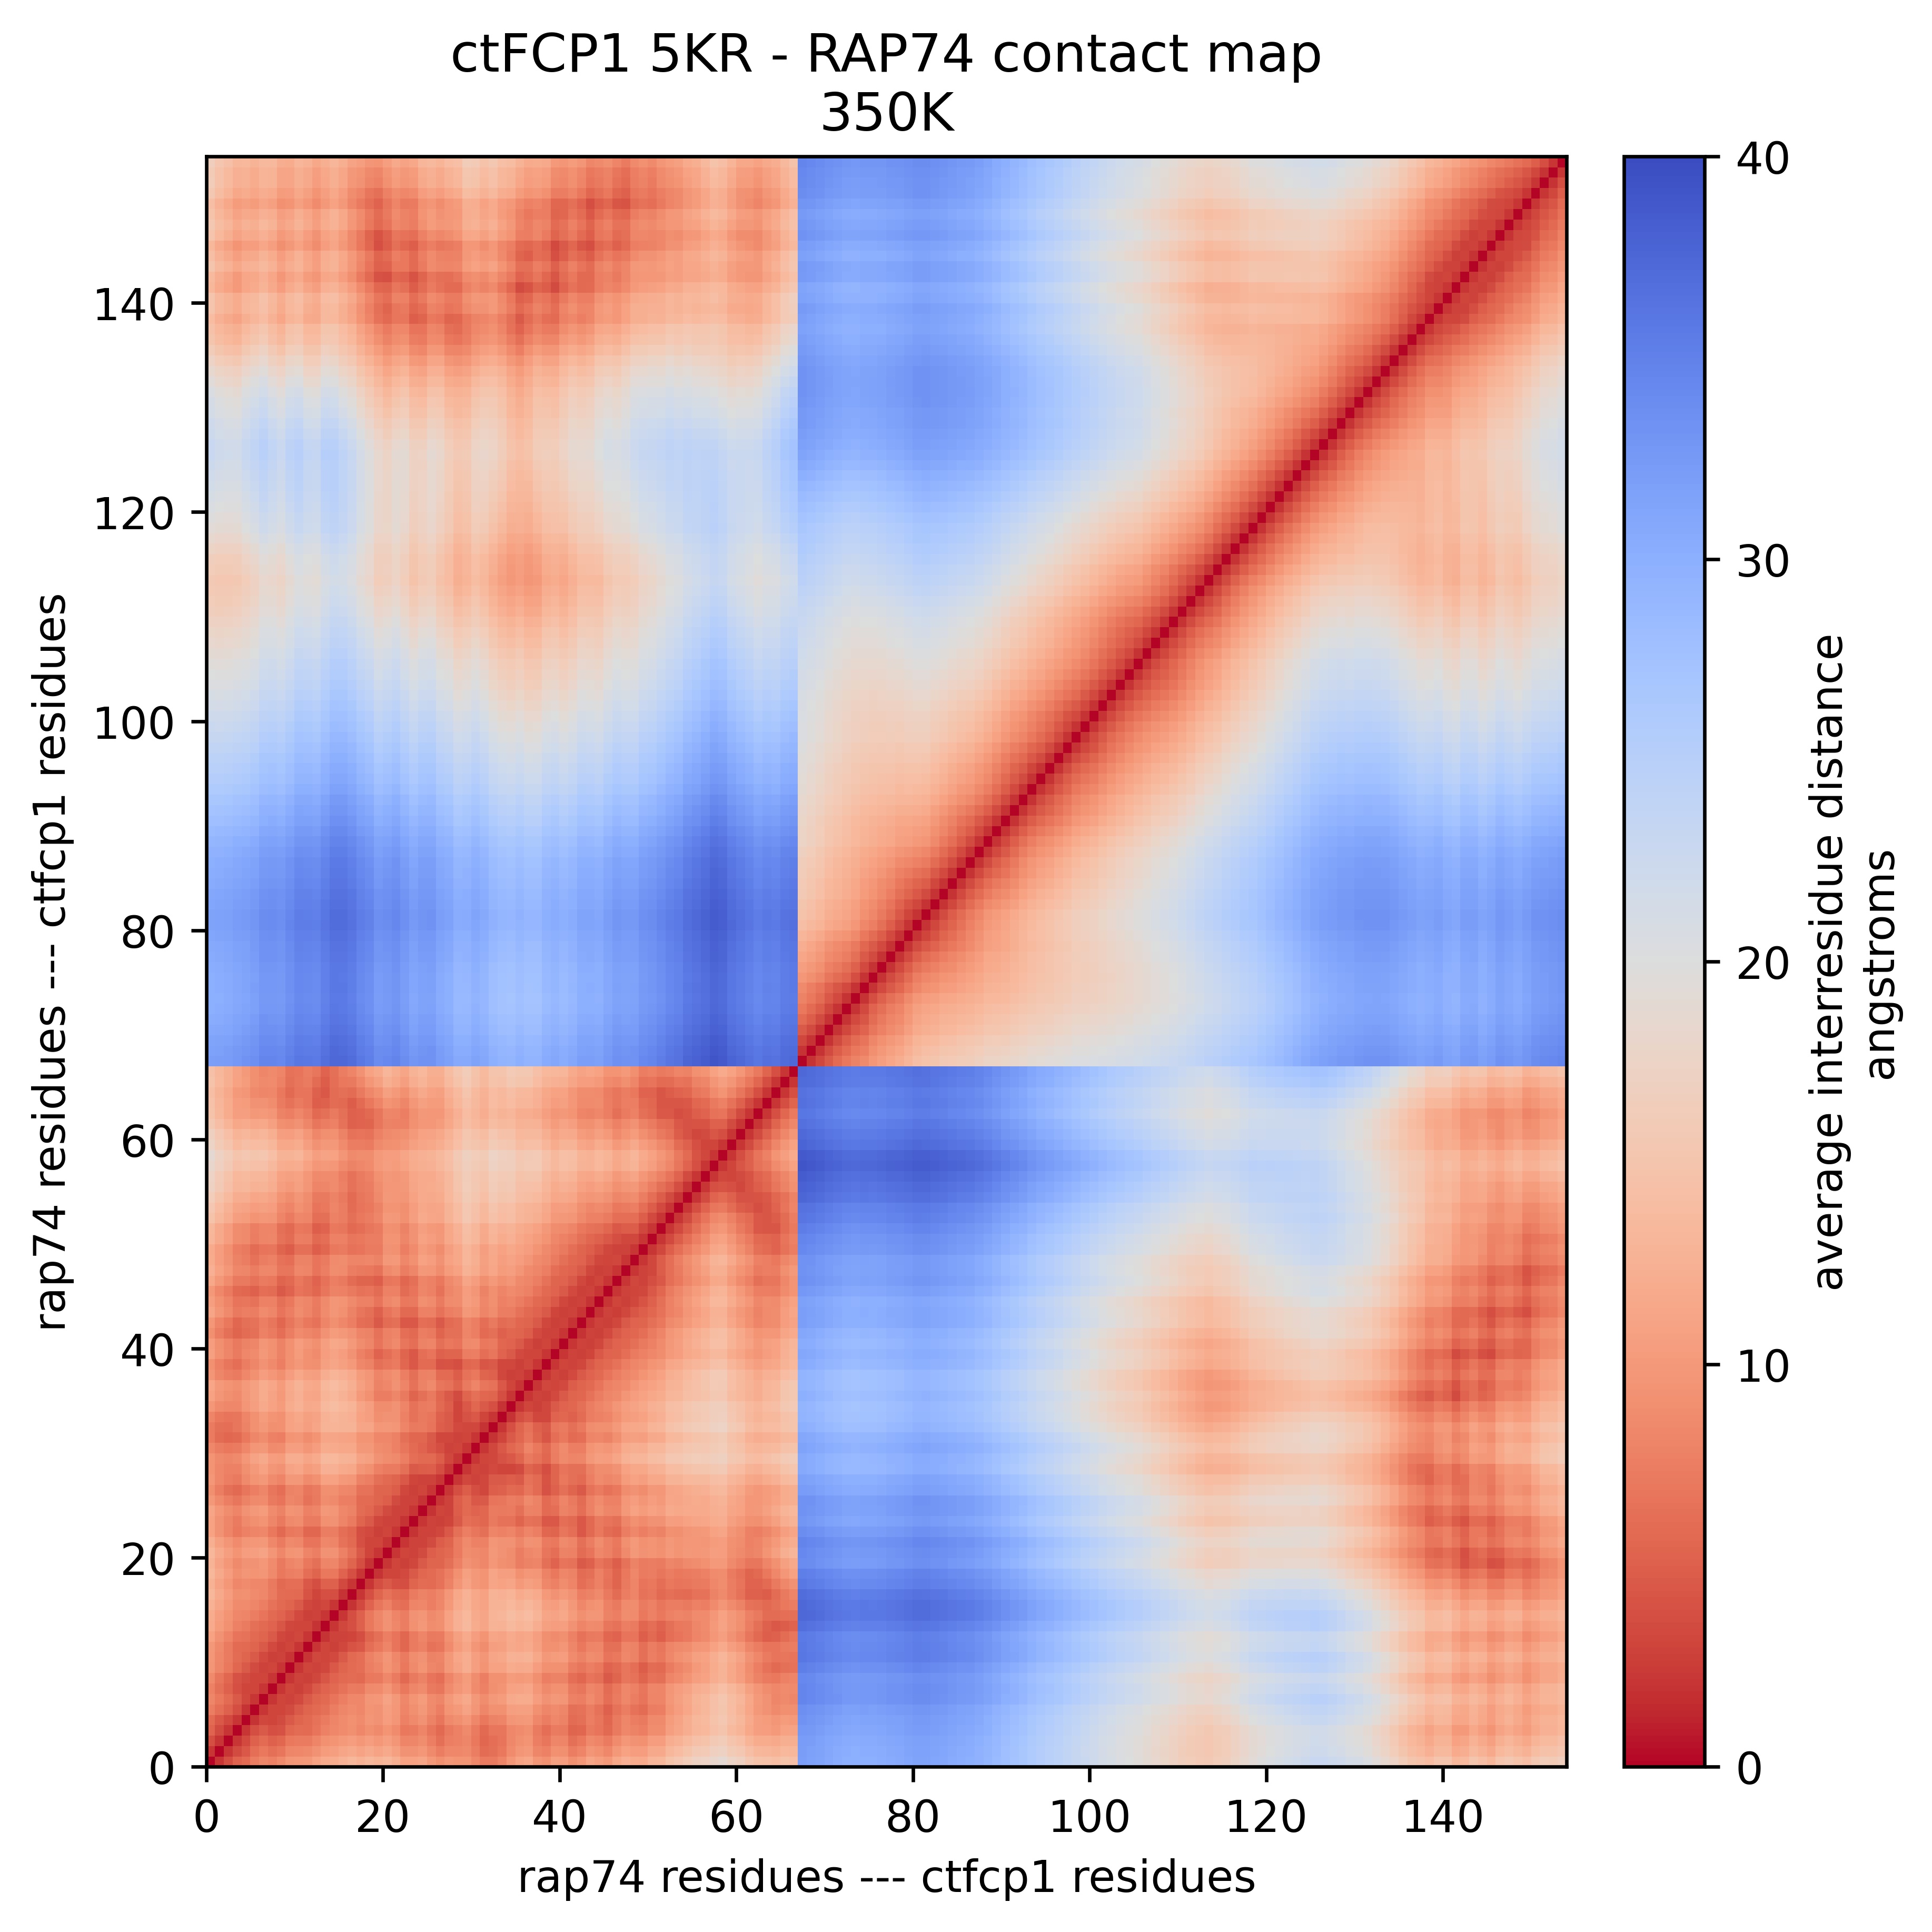 ctFCP1 5KR - RAP74 contact map
350K
rap74 residues --- ctfcp1 residues
140
120
100
80
60
40
20
0
0 20 40 60 80 100 120 140
rap74 residues --- ctfcp1 residues
40
30
20
10
0
average interresidue distance
angstroms